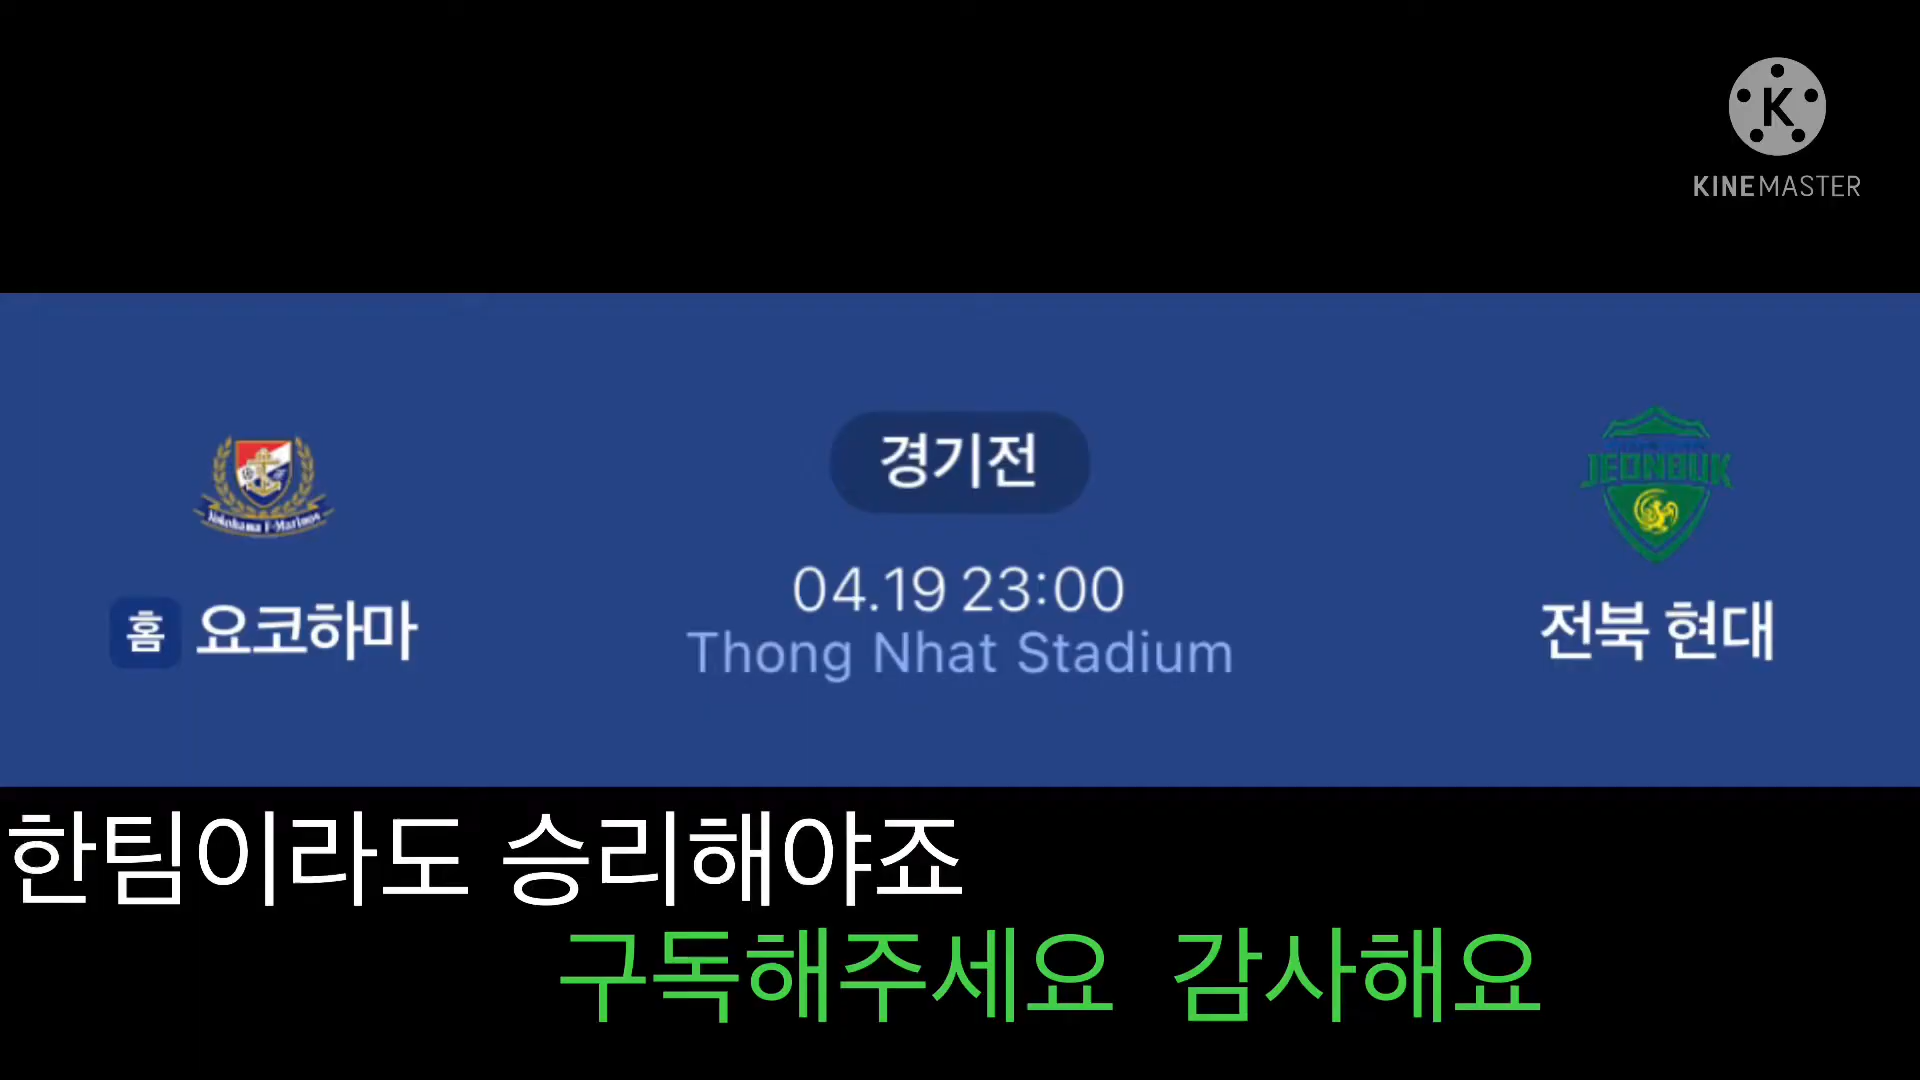 K
KINEMASTER
경기전
JEONBUK
Yokohama F·Marinos
04.19 23:00
홈 요코하마
Thong Nhat Stadium
전북 현대
한팀이라도 승리해야죠
구독해주세요 감사해요